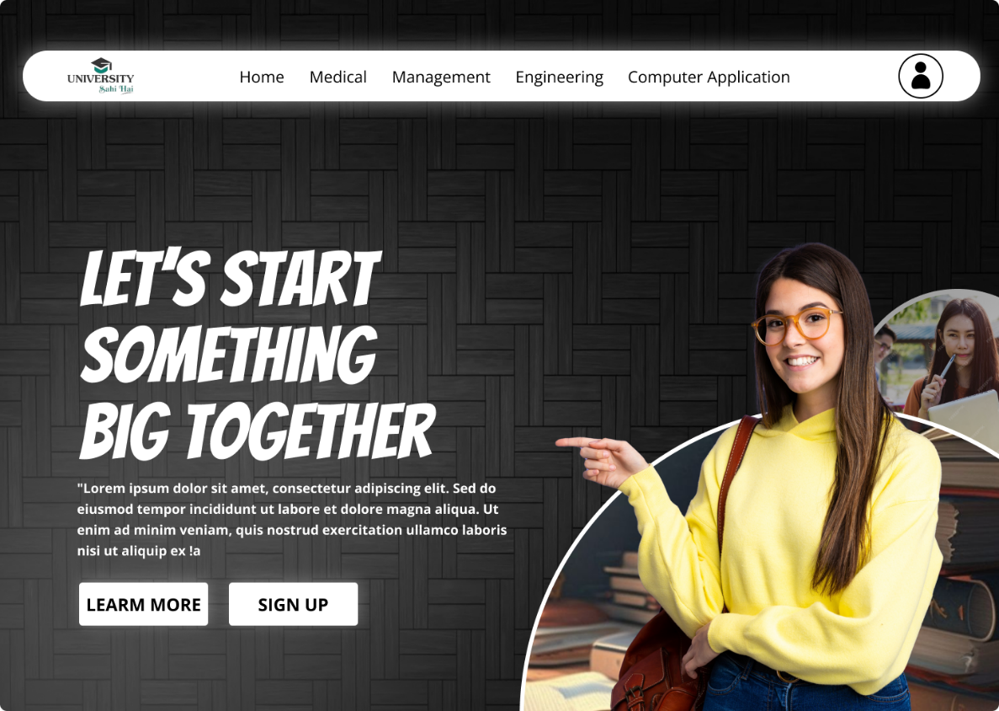 UNIVERSITY
Sahi Hai
Home Medical Management Engineering Computer Application
LET'S START
SOMETHING
BIG TOGETHER
"Lorem ipsum dolor sit amet, consectetur adipiscing elit. Sed do
eiusmod tempor incididunt ut labore et dolore magna aliqua. Ut
enim ad minim veniam, quis nostrud exercitation ullamco laboris
nisi ut aliquip ex !a
LEARM MORE SIGN UP